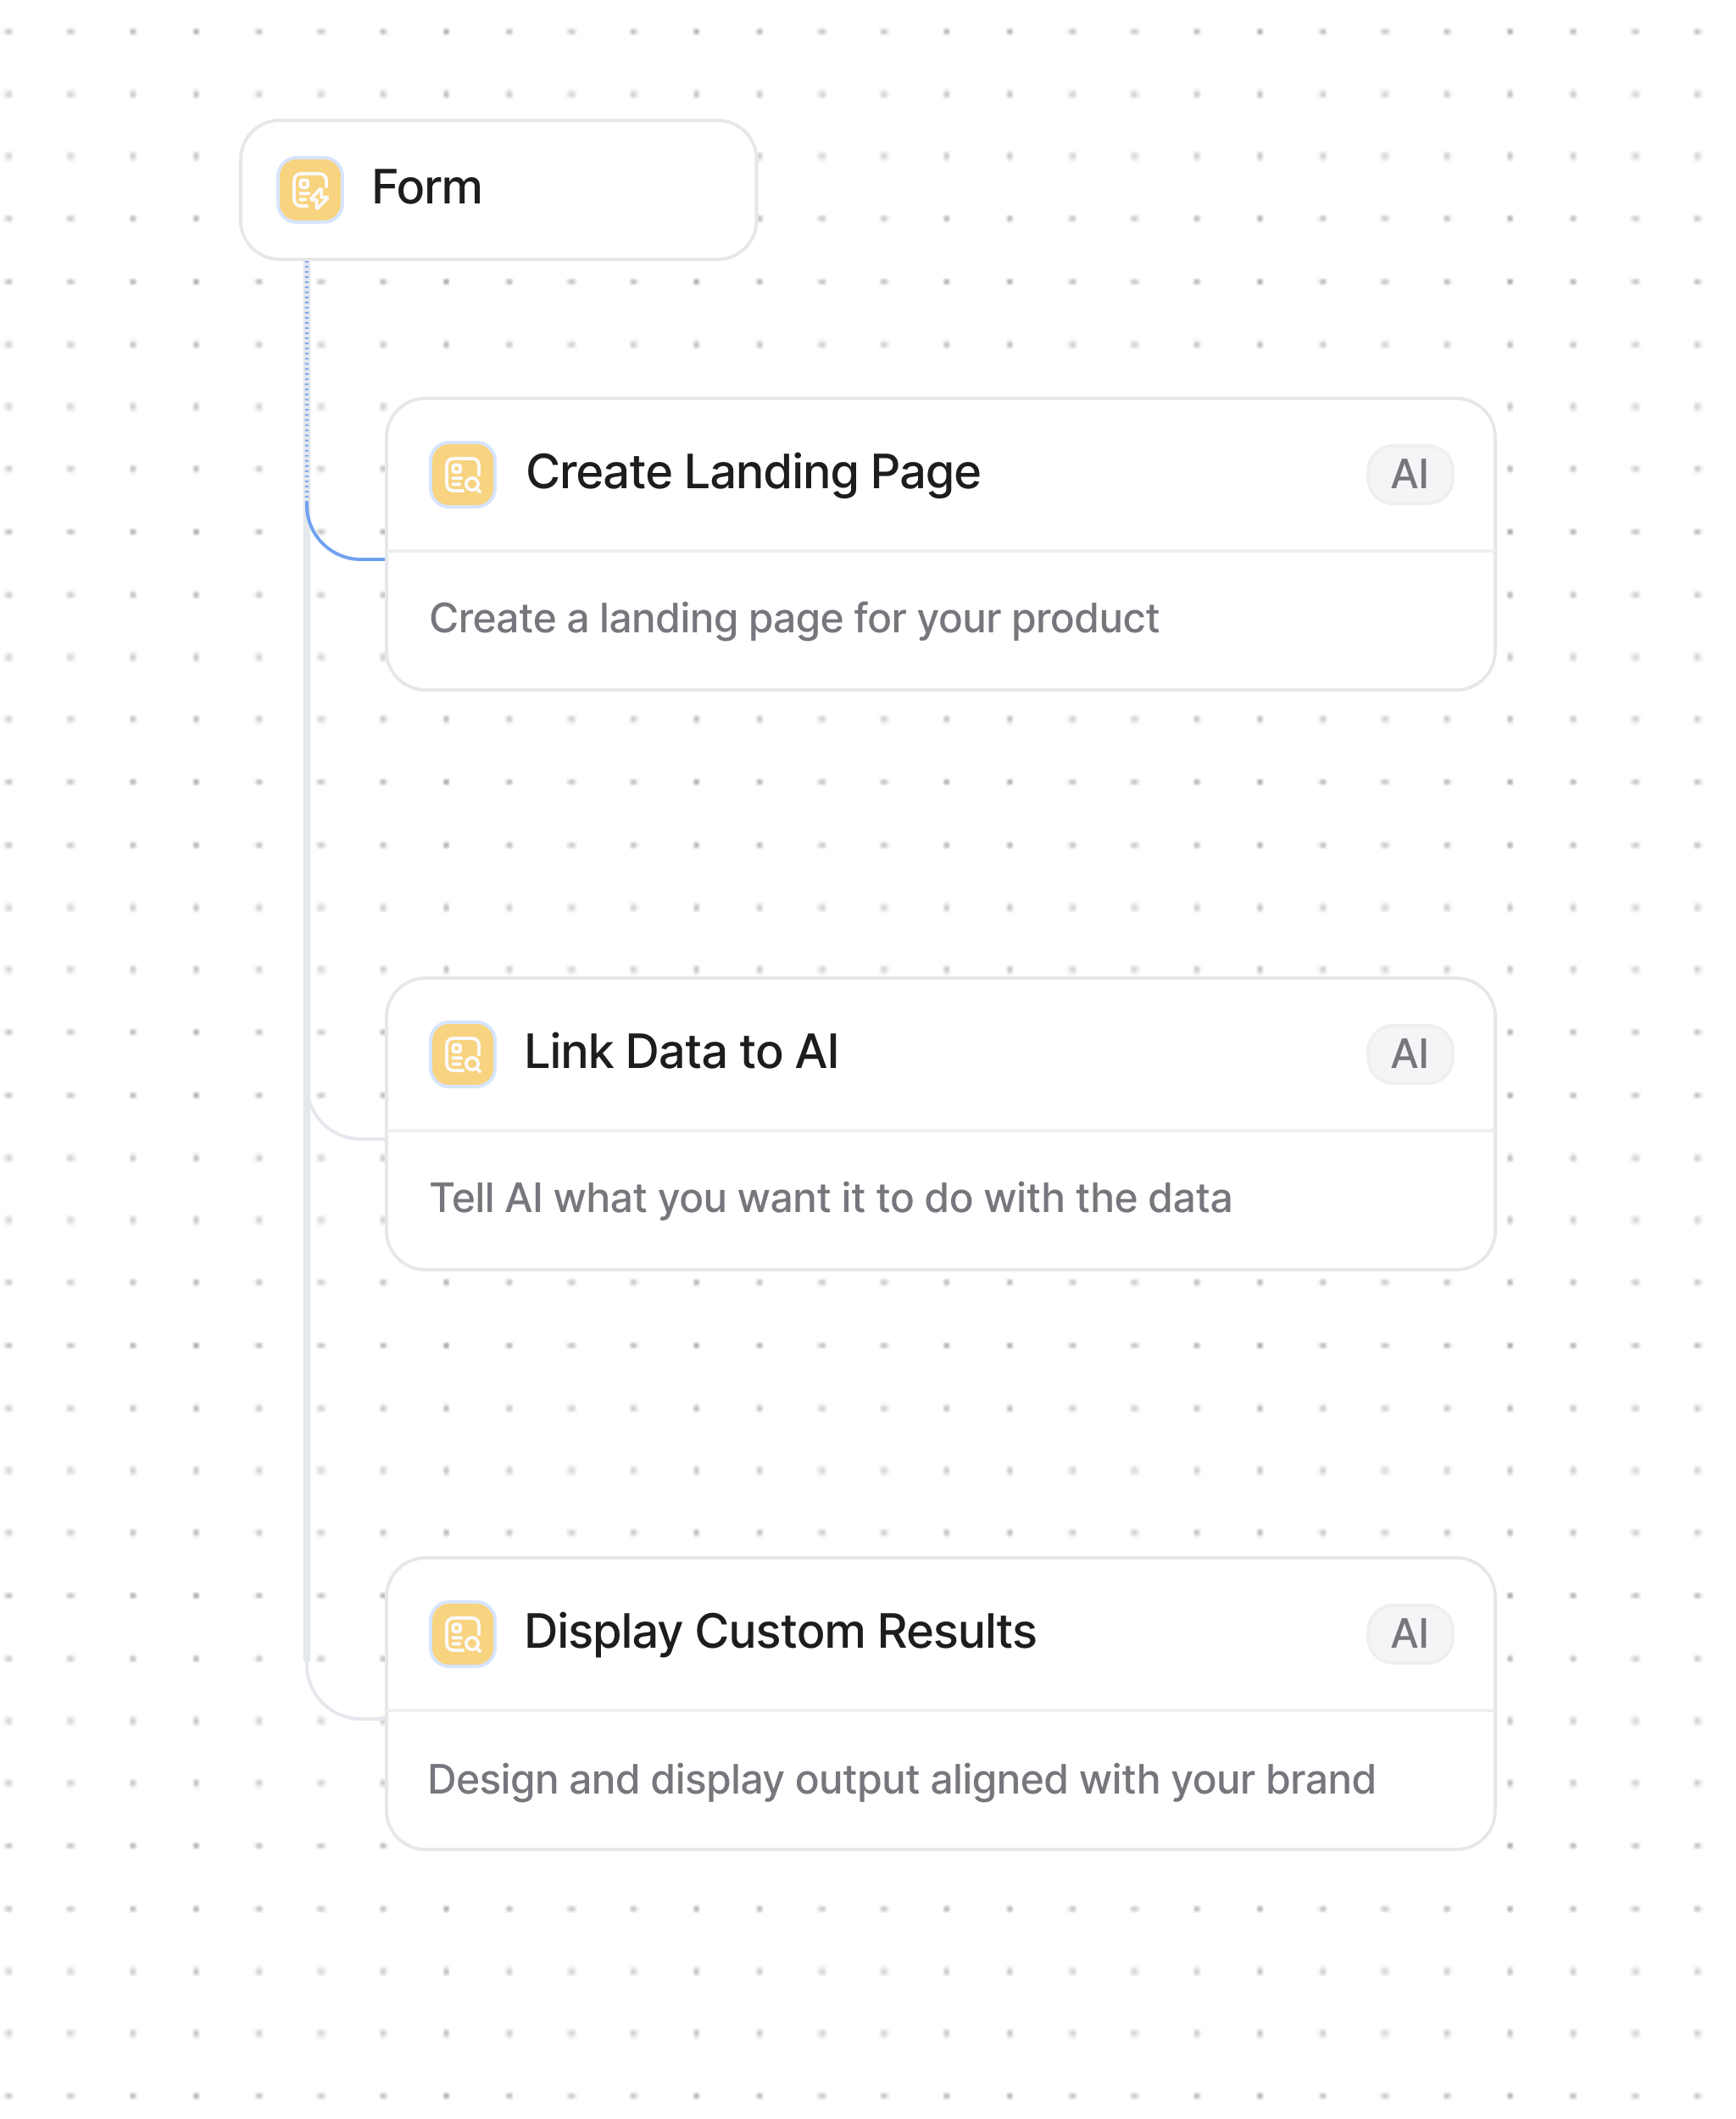 Form
Create Landing Page
AI
Create a landing page for your product
Link Data to AI
AI
Tell AI what you want it to do with the data
Display Custom Results
AI
Design and display output aligned with your brand